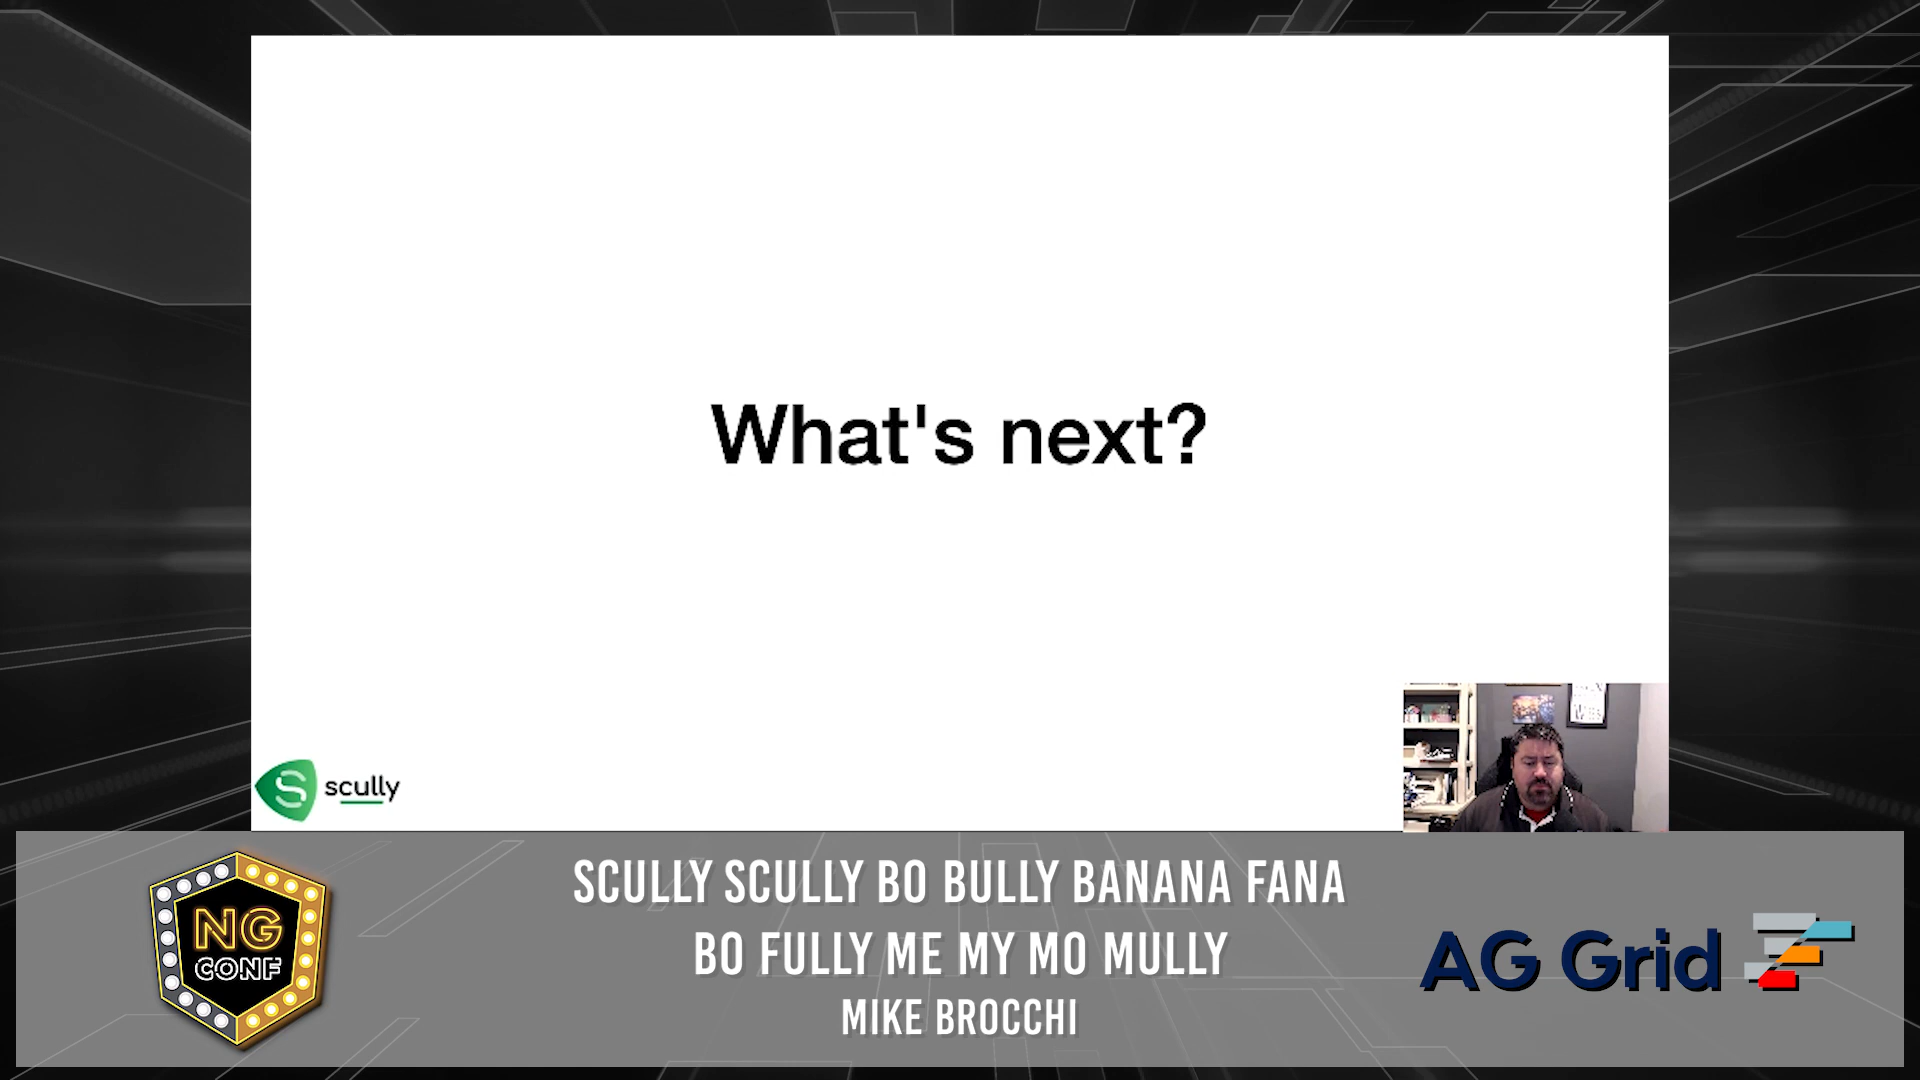 What's next?
scully
NG
CONF
SCULLY SCULLY BO BULLY BANANA FANA
BO FULLY ME MY MO MULLY
MIKE BROCCHI
AG Grid